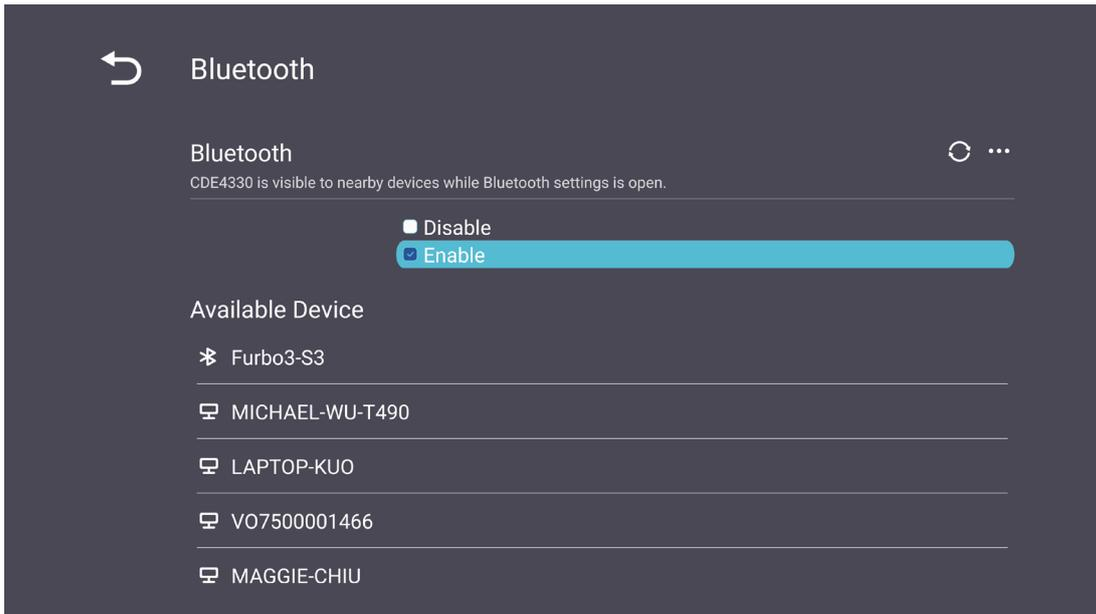 Bluetooth
Bluetooth
CDE4330 is visible to nearby devices while Bluetooth settings is open.
Disable
Enable
Available Device
Furbo3-S3
MICHAEL-WU-T490
LAPTOP-KUO
VO7500001466
MAGGIE-CHIU